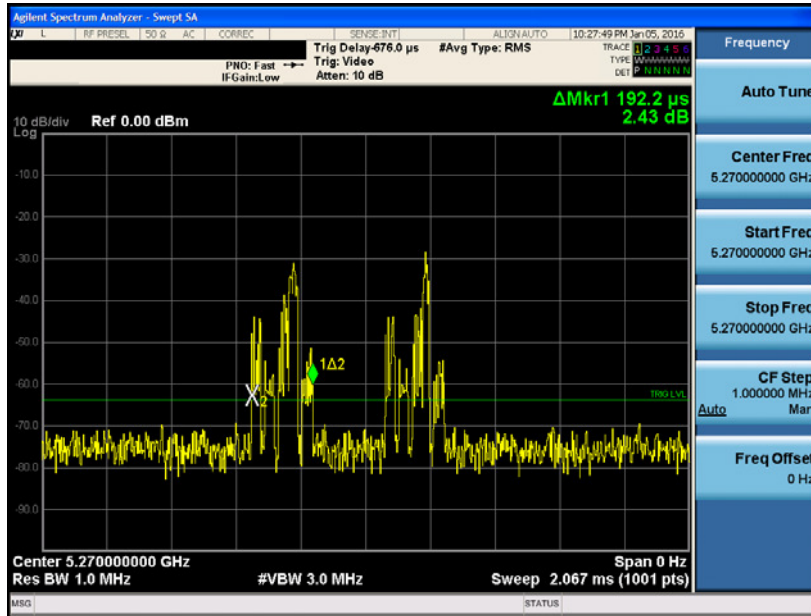 Agilent Spectrum Analyzer - Swept SA
LXI L RF PRESEL 50 Ω AC CORREC SENSE:INT ALIGN AUTO 10:27:49 PM Jan 05, 2016
Trig Delay-676.0 µs #Avg Type: RMS TRACE 1 2 3 4 5 6
PNO: Fast Trig: Video TYPE WWWWWW
IFGain:Low Atten: 10 dB DET P N N N N N
ΔMkr1 192.2 µs
2.43 dB
10 dB/div Ref 0.00 dBm
Log
-10.0
-20.0
-30.0
-40.0
-50.0
1Δ2
-60.0
X2
TRIG LVL
-70.0
-80.0
-90.0
Center 5.270000000 GHz Span 0 Hz
Res BW 1.0 MHz #VBW 3.0 MHz Sweep 2.067 ms (1001 pts)
MSG STATUS
Frequency
Auto Tune
Center Freq
5.270000000 GHz
Start Freq
5.270000000 GHz
Stop Freq
5.270000000 GHz
CF Step
1.000000 MHz
Auto Man
Freq Offset
0 Hz